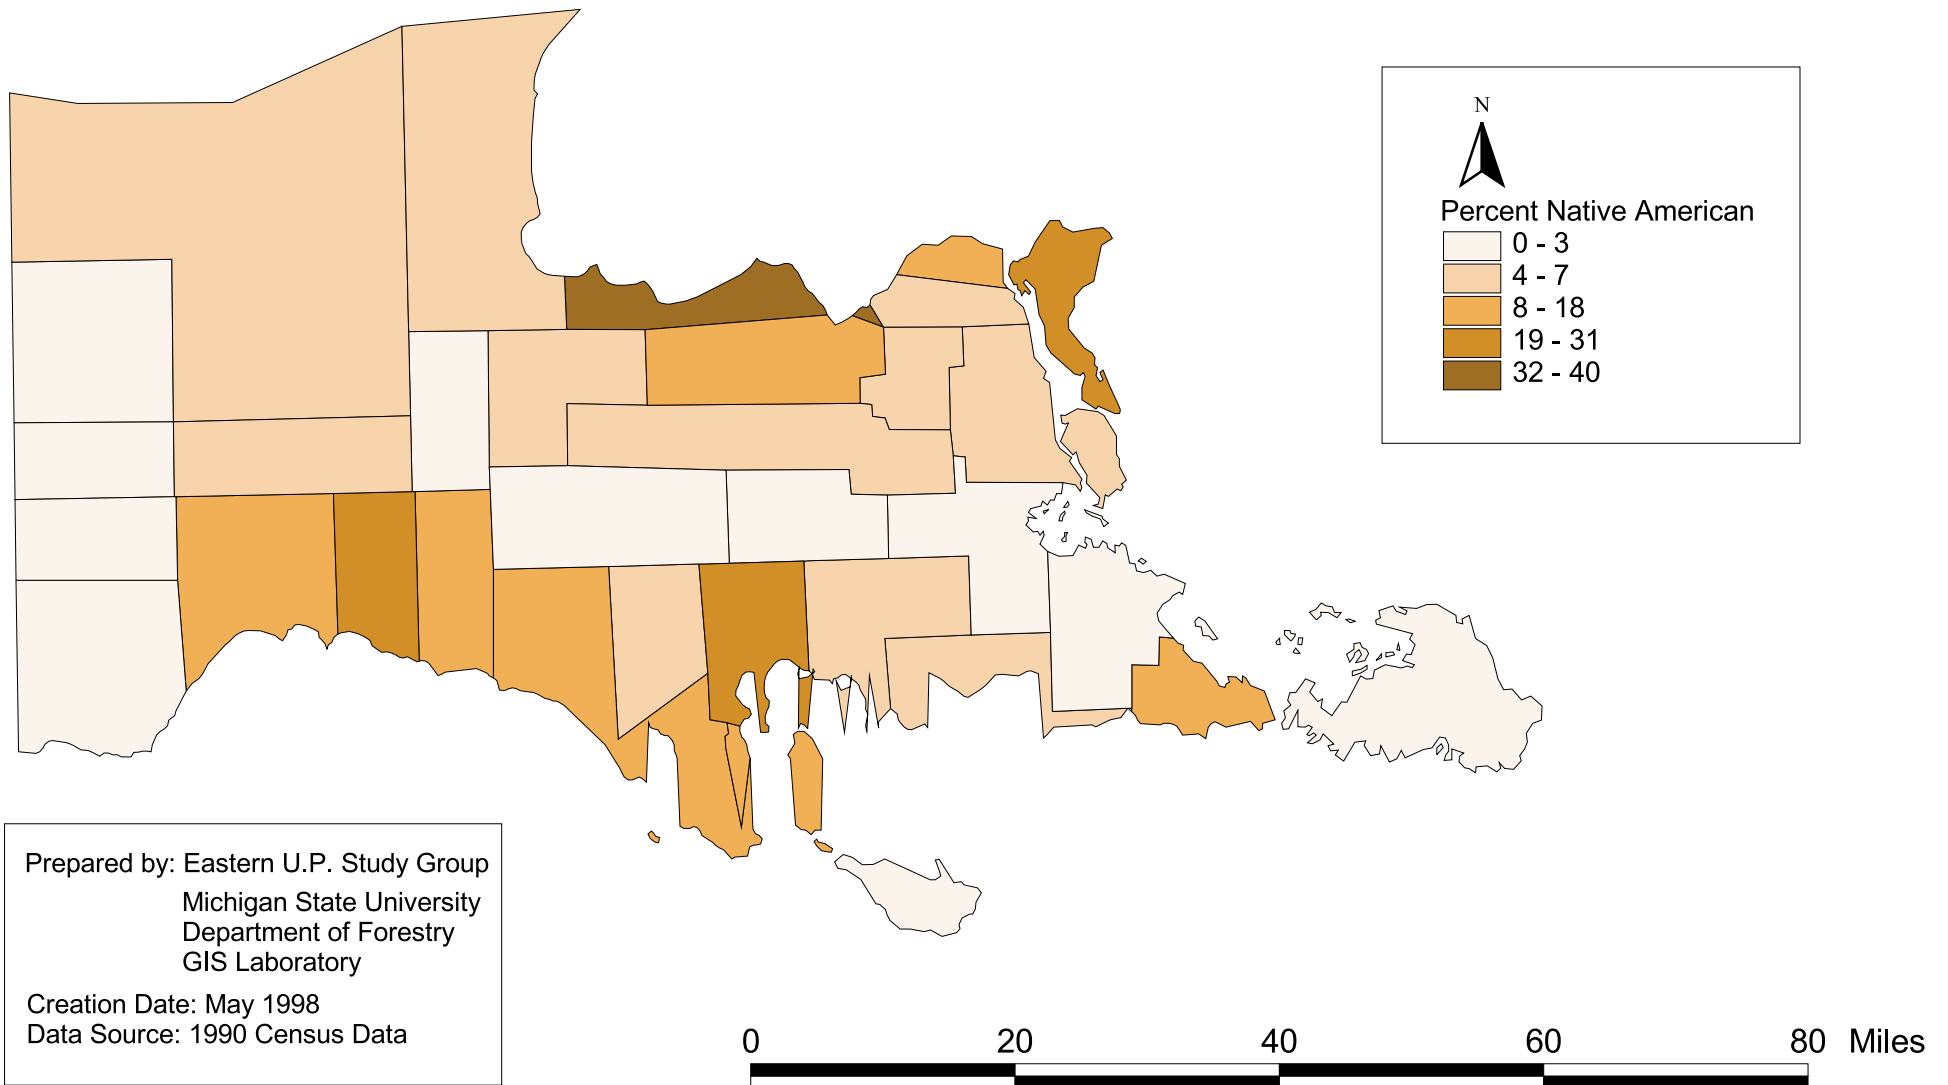 N
Percent Native American
0 - 3
4 - 7
8 - 18
19 - 31
32 - 40
Prepared by: Eastern U.P. Study Group
Michigan State University
Department of Forestry
GIS Laboratory
Creation Date: May 1998
Data Source: 1990 Census Data
0 20 40 60 80 Miles